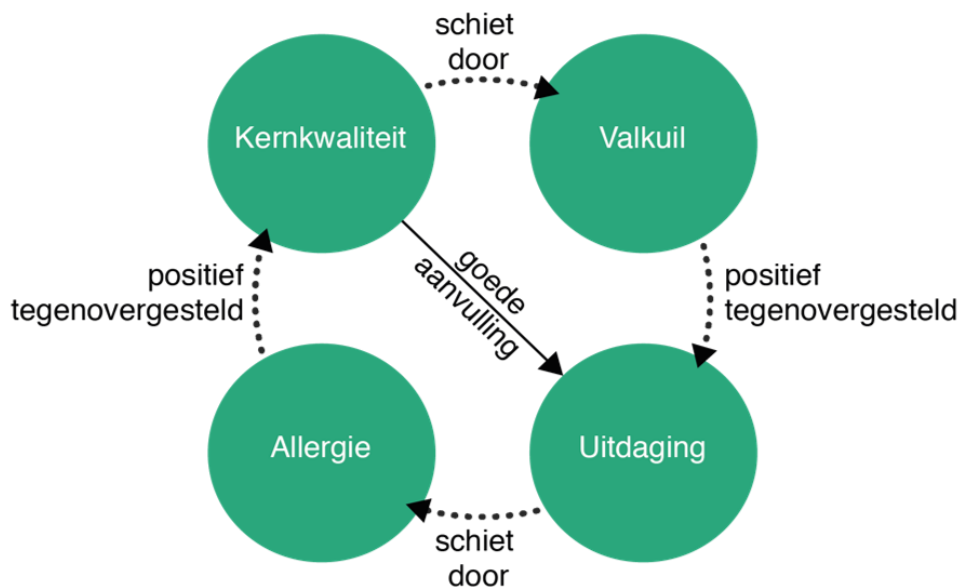 schiet
door
Kernkwaliteit
Valkuil
positief
tegenovergesteld
goede
aanvulling
positief
tegenovergesteld
Allergie
Uitdaging
schiet
door